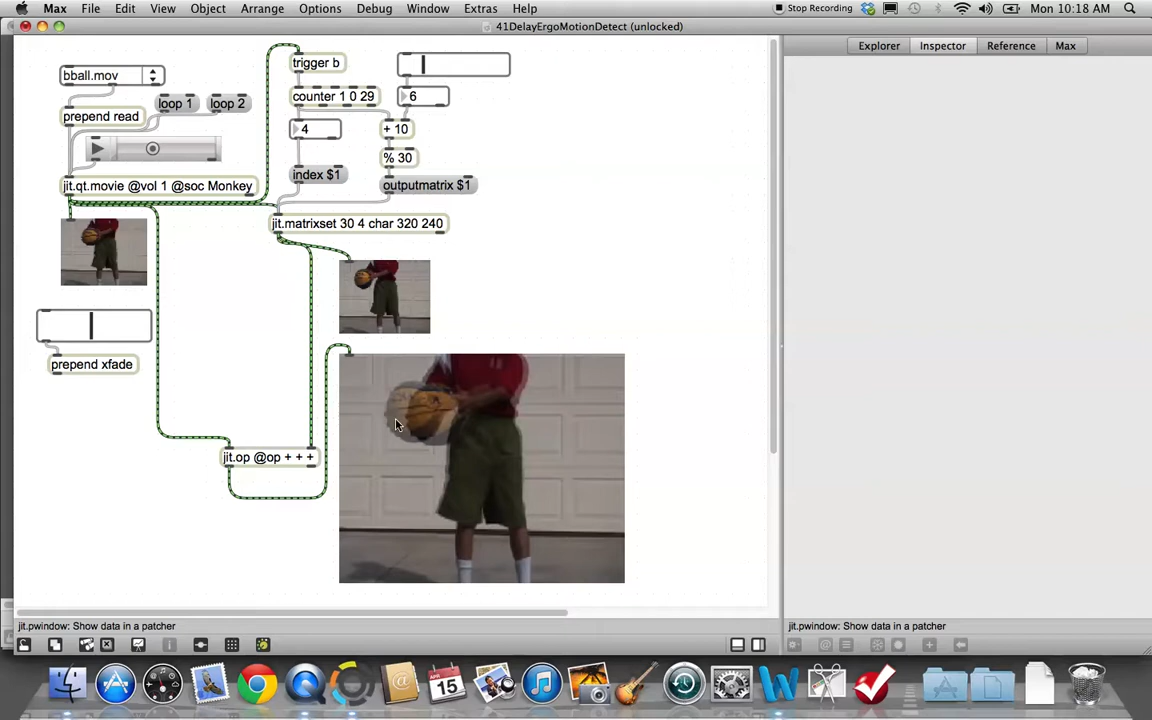 Max File Edit View Object Arrange Options Debug Window Extras Help Stop Recording Mon 10:18 AM
41DelayErgoMotionDetect (unlocked)
Explorer Inspector Reference Max
bball.mov
prepend read
loop 1
loop 2
jit.qt.movie @vol 1 @soc Monkey
trigger b
counter 1 0 29
6
4
+ 10
% 30
index $1
outputmatrix $1
jit.matrixset 30 4 char 320 240
prepend xfade
jit.op @op + + +
jit.pwindow: Show data in a patcher
jit.pwindow: Show data in a patcher
15